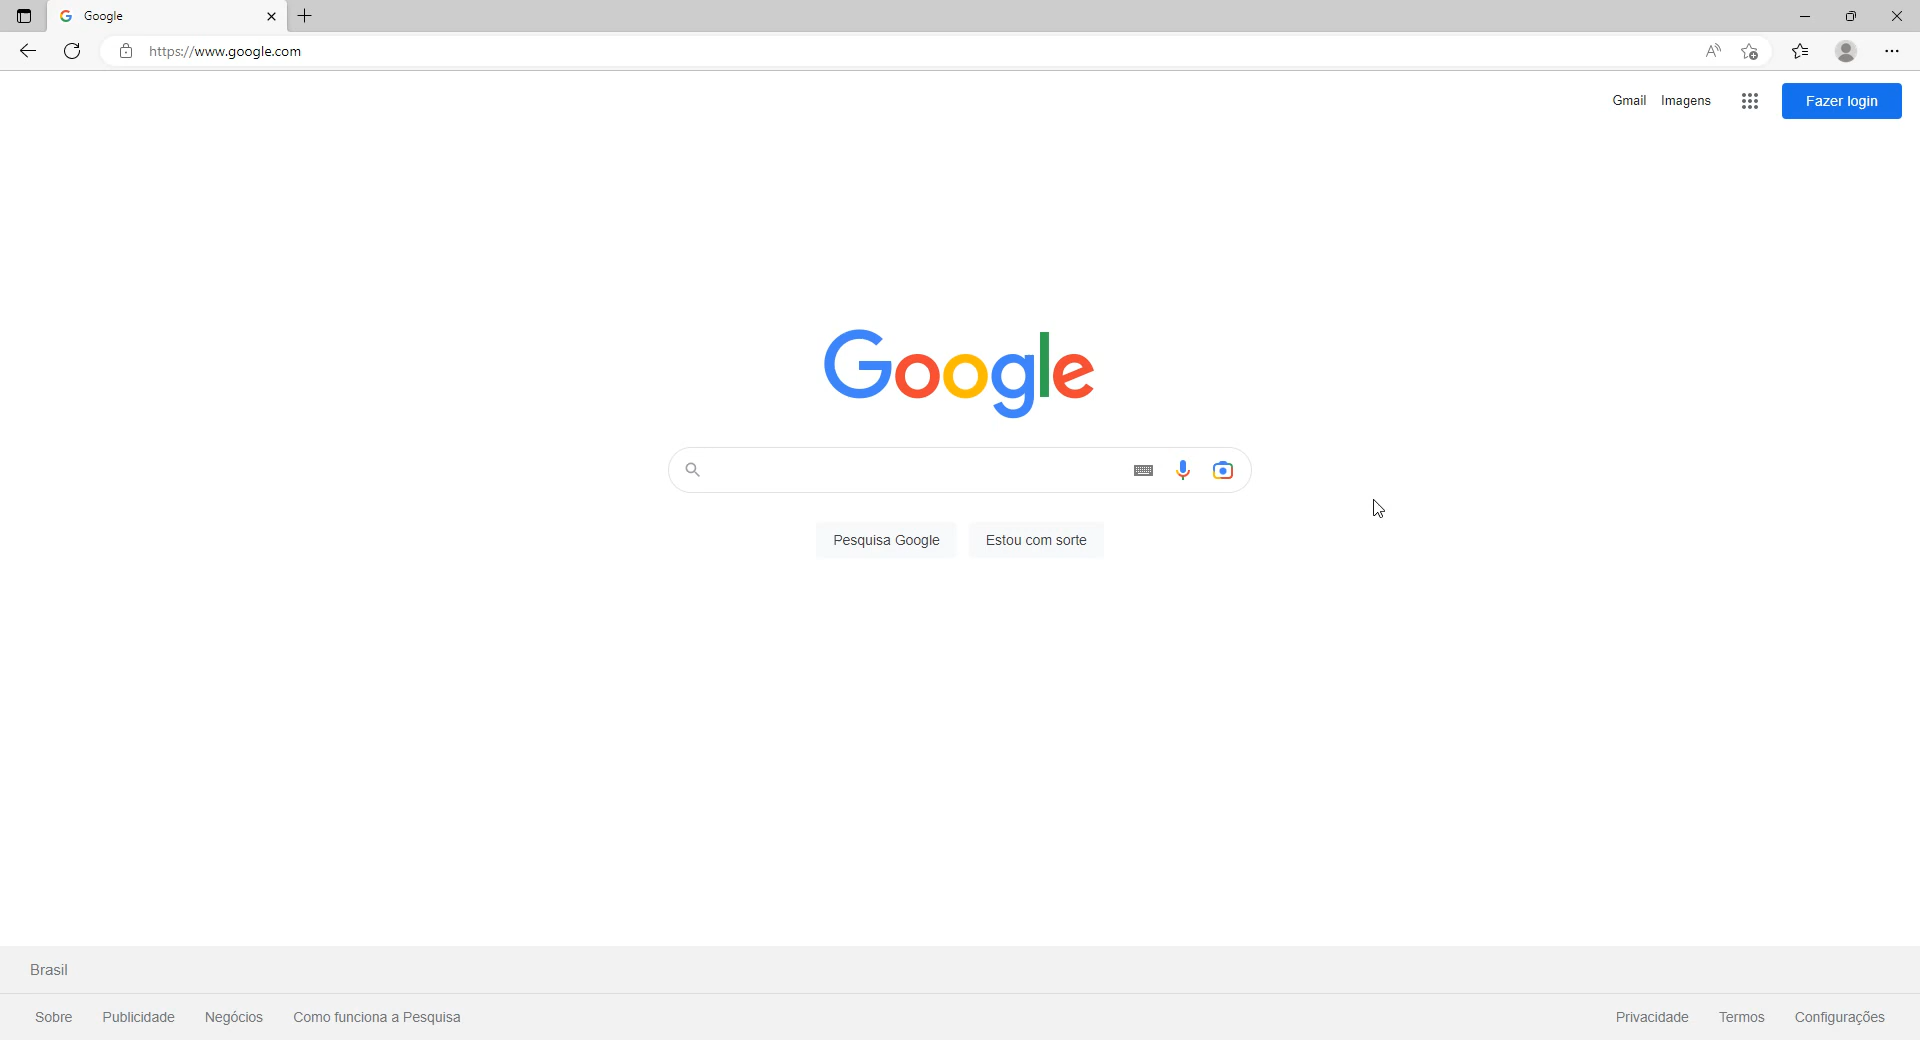 Google
https://www.google.com
Gmail Imagens Fazer login
Google
Pesquisa Google Estou com sorte
Brasil
Sobre Publicidade Negócios Como funciona a Pesquisa Privacidade Termos Configurações